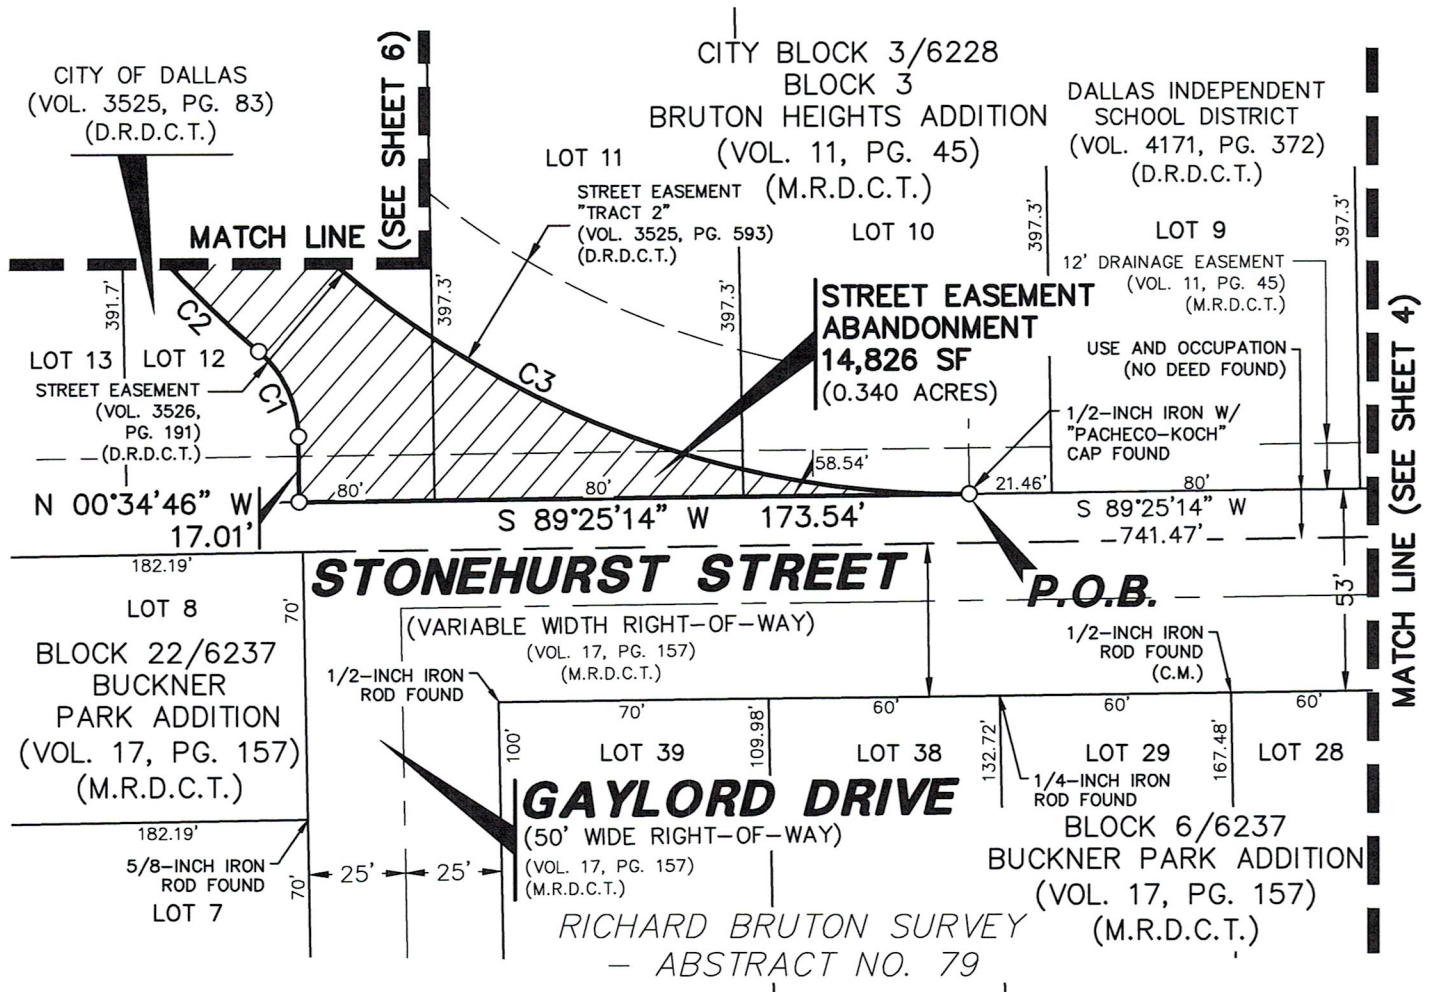 CITY OF DALLAS
(VOL. 3525, PG. 83)
(D.R.D.C.T.)
MATCH LINE
(SEE SHEET 6)
CITY BLOCK 3/6228
BLOCK 3
BRUTON HEIGHTS ADDITION
(VOL. 11, PG. 45)
(M.R.D.C.T.)
DALLAS INDEPENDENT
SCHOOL DISTRICT
(VOL. 4171, PG. 372)
(D.R.D.C.T.)
LOT 11
STREET EASEMENT
"TRACT 2"
(VOL. 3525, PG. 593)
(D.R.D.C.T.)
LOT 10
LOT 9
397.3'
397.3'
12' DRAINAGE EASEMENT
(VOL. 11, PG. 45)
(M.R.D.C.T.)
391.7'
397.3'
397.3'
STREET EASEMENT
ABANDONMENT
14,826 SF
(0.340 ACRES)
USE AND OCCUPATION
(NO DEED FOUND)
C2
LOT 13
LOT 12
STREET EASEMENT
(VOL. 3526,
PG. 191)
(D.R.D.C.T.)
C1
C3
1/2-INCH IRON W/
"PACHECO-KOCH"
CAP FOUND
58.54'
80'
80'
21.46'
80'
N 00°34'46" W
17.01'
S 89°25'14" W 173.54'
S 89°25'14" W
741.47'
MATCH LINE (SEE SHEET 4)
182.19'
STONEHURST STREET
(VARIABLE WIDTH RIGHT-OF-WAY)
(VOL. 17, PG. 157)
(M.R.D.C.T.)
P.O.B.
53'
LOT 8
70'
BLOCK 22/6237
BUCKNER
PARK ADDITION
(VOL. 17, PG. 157)
(M.R.D.C.T.)
1/2-INCH IRON
ROD FOUND
1/2-INCH IRON
ROD FOUND
(C.M.)
70'
60'
60'
60'
100'
LOT 39
109.98'
LOT 38
132.72'
LOT 29
167.48'
LOT 28
1/4-INCH IRON
ROD FOUND
GAYLORD DRIVE
(50' WIDE RIGHT-OF-WAY)
(VOL. 17, PG. 157)
(M.R.D.C.T.)
BLOCK 6/6237
BUCKNER PARK ADDITION
(VOL. 17, PG. 157)
(M.R.D.C.T.)
182.19'
5/8-INCH IRON
ROD FOUND
70'
25'
25'
LOT 7
RICHARD BRUTON SURVEY
ABSTRACT NO. 79